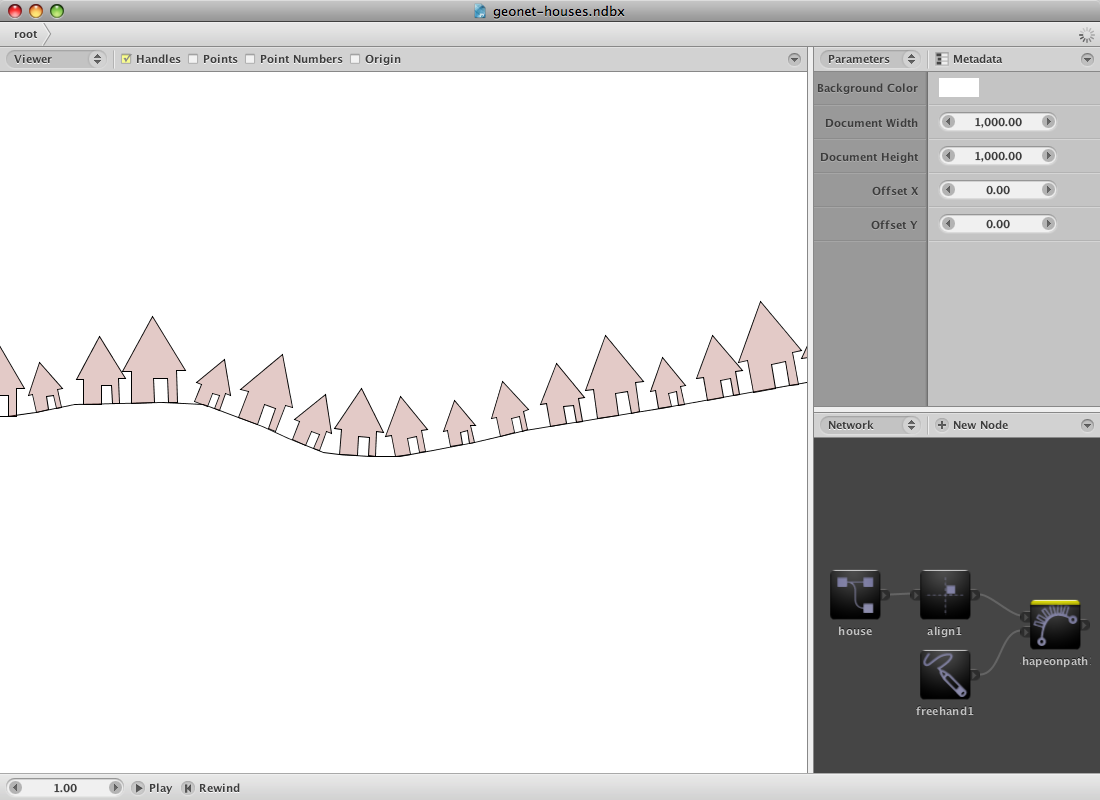 geonet-houses.ndbx
root
Viewer Handles Points Point Numbers Origin
Parameters Metadata
Background Color
Document Width 1,000.00
Document Height 1,000.00
Offset X 0.00
Offset Y 0.00
Network New Node
house
align1
hapeonpath
freehand1
1.00 Play Rewind